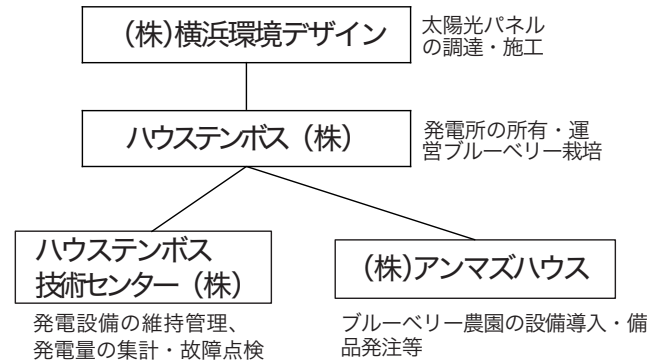 (株)横浜環境デザイン
太陽光パネル
の調達・施工
ハウステンボス（株）
発電所の所有・運
営ブルーベリー栽培
ハウステンボス
技術センター（株）
(株)アンマズハウス
発電設備の維持管理、
発電量の集計・故障点検
ブルーベリー農園の設備導入・備
品発注等